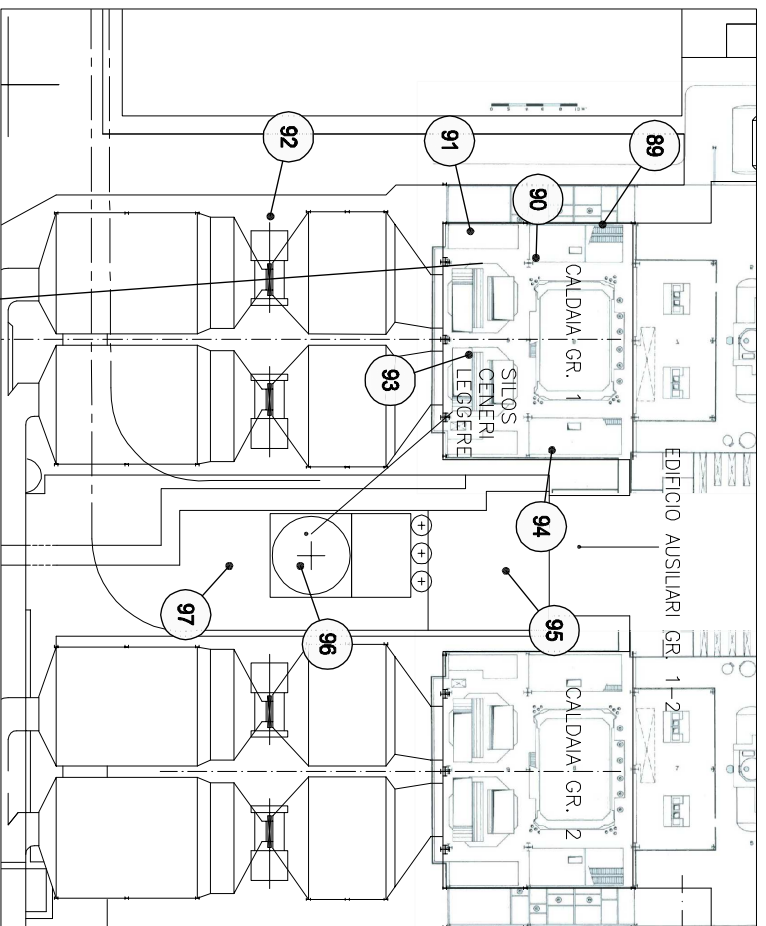 89
90
91
92
CALDAIA GR. 1
93
SILOS
CENERI
LEGGERE
94
EDIFICIO AUSILIARI GR. 1-2
95
96
97
CALDAIA GR. 2